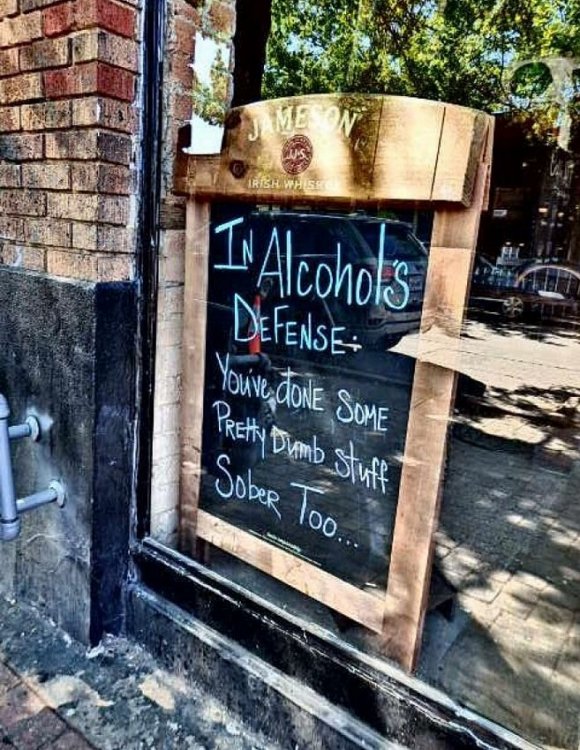 JAMESON
IRISH WHISKEY
In Alcohol's
Defense:
You've done some
Pretty Dumb Stuff
Sober Too...